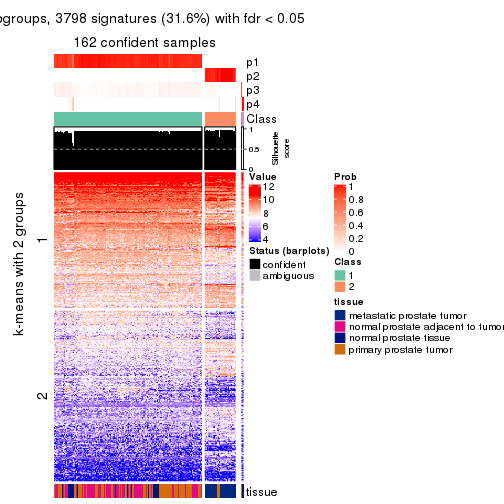 ogroups, 3798 signatures (31.6%) with fdr < 0.05
162 confident samples
p1
p2
p3
p4
Class
1
0.5
0
Silhouette
score
k-means with 2 groups
1
2
Value
12
10
8
6
4
Status (barplots)
confident
ambiguous
Prob
1
0.8
0.6
0.4
0.2
0
Class
1
2
tissue
metastatic prostate tumor
normal prostate adjacent to tumor
normal prostate tissue
primary prostate tumor
tissue